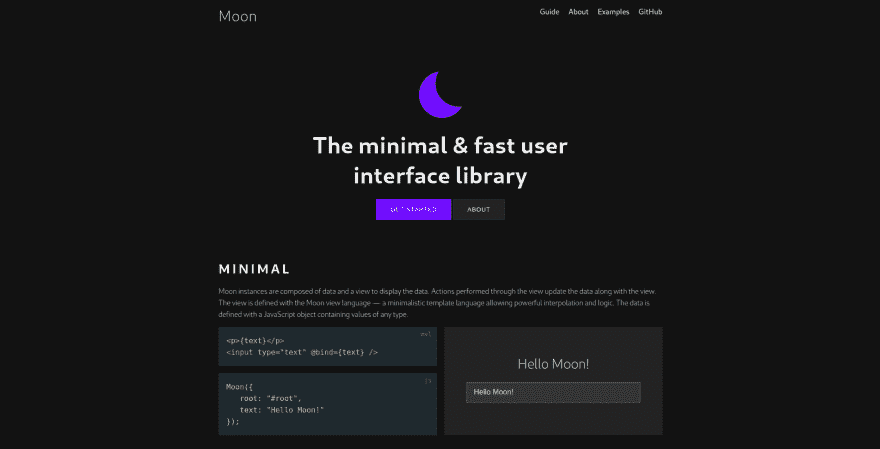 Moon
Guide About Examples GitHub
The minimal & fast user
interface library
GET STARTED ABOUT
MINIMAL
Moon instances are composed of data and a view to display the data. Actions performed through the view update the data along with the view.
The view is defined with the Moon view language — a minimalistic template language allowing powerful interpolation and logic. The data is
defined with a JavaScript object containing values of any type.
mvl
<p>{text}</p>
<input type="text" @bind={text} />
js
Moon({
root: "#root",
text: "Hello Moon!"
});
Hello Moon!
Hello Moon!